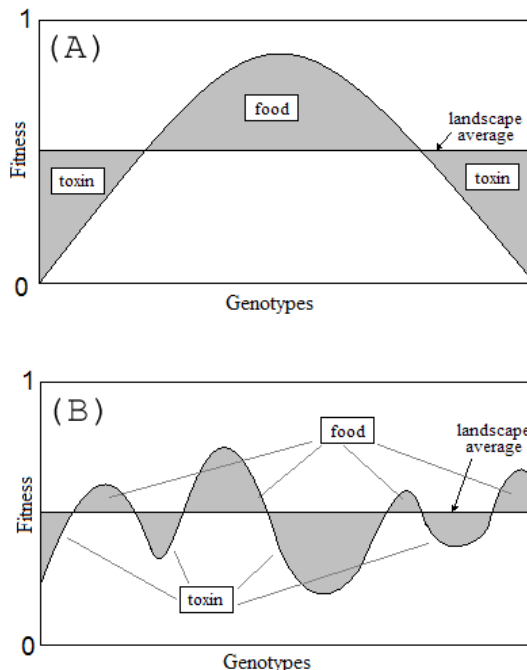 1
(A)
food
landscape
average
Fitness
toxin
toxin
0
Genotypes
1
(B)
food
landscape
average
Fitness
toxin
0
Genotypes